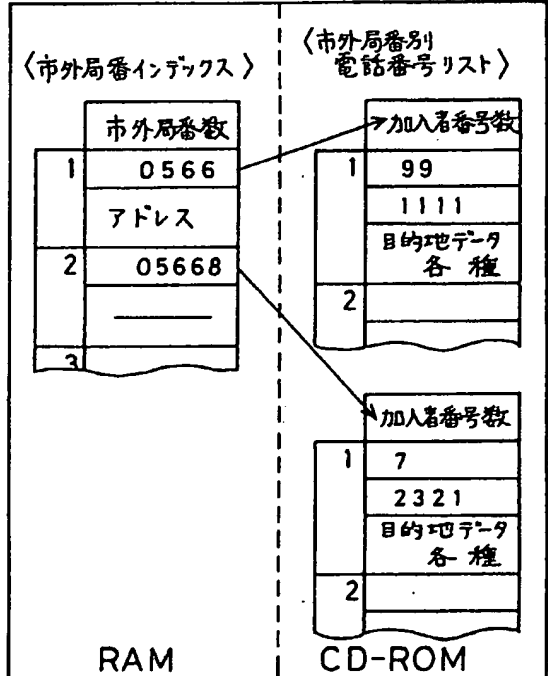 〈市外局番インデックス〉
市外局番数
1 0566
アドレス
2 05668
3
RAM
〈市外局番別
電話番号リスト〉
加入者番号数
1 99
1111
目的地データ
各種
2
加入者番号数
1 7
2321
目的地データ
各種
2
CD-ROM